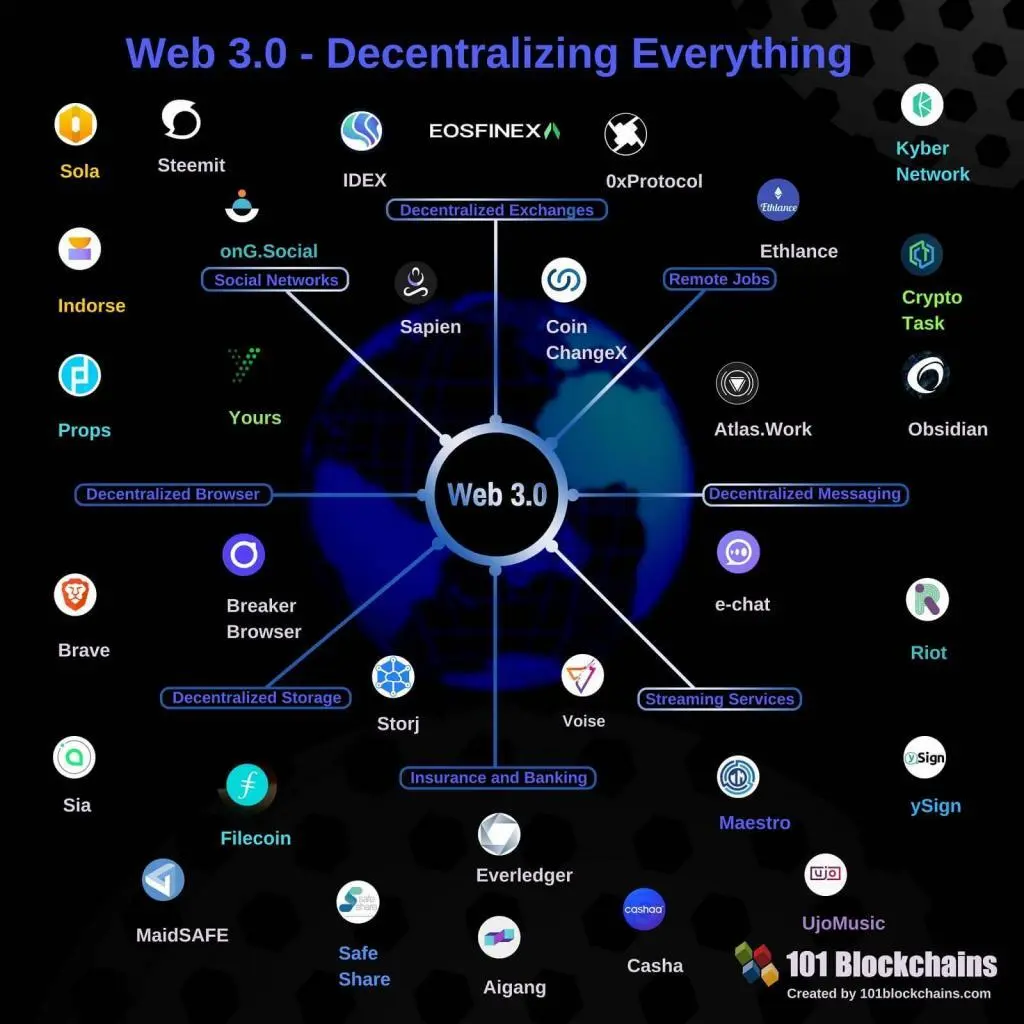 Web 3.0 - Decentralizing Everything
Sola
Steemit
IDEX
EOSFINEX
0xProtocol
Kyber
Network
onG.Social
Decentralized Exchanges
Ethlance
Ethlance
Indorse
Social Networks
Sapien
Coin
ChangeX
Remote Jobs
Crypto
Task
Props
Yours
Atlas.Work
Obsidian
Decentralized Browser
Web 3.0
Decentralized Messaging
Brave
Breaker
Browser
e-chat
Riot
Decentralized Storage
Storj
Voise
Streaming Services
Sia
Filecoin
Insurance and Banking
Maestro
ySign
ySign
MaidSAFE
safe
share
Safe
Share
Everledger
Aigang
cashaa
Casha
ujo
UjoMusic
101 Blockchains
Created by 101blockchains.com